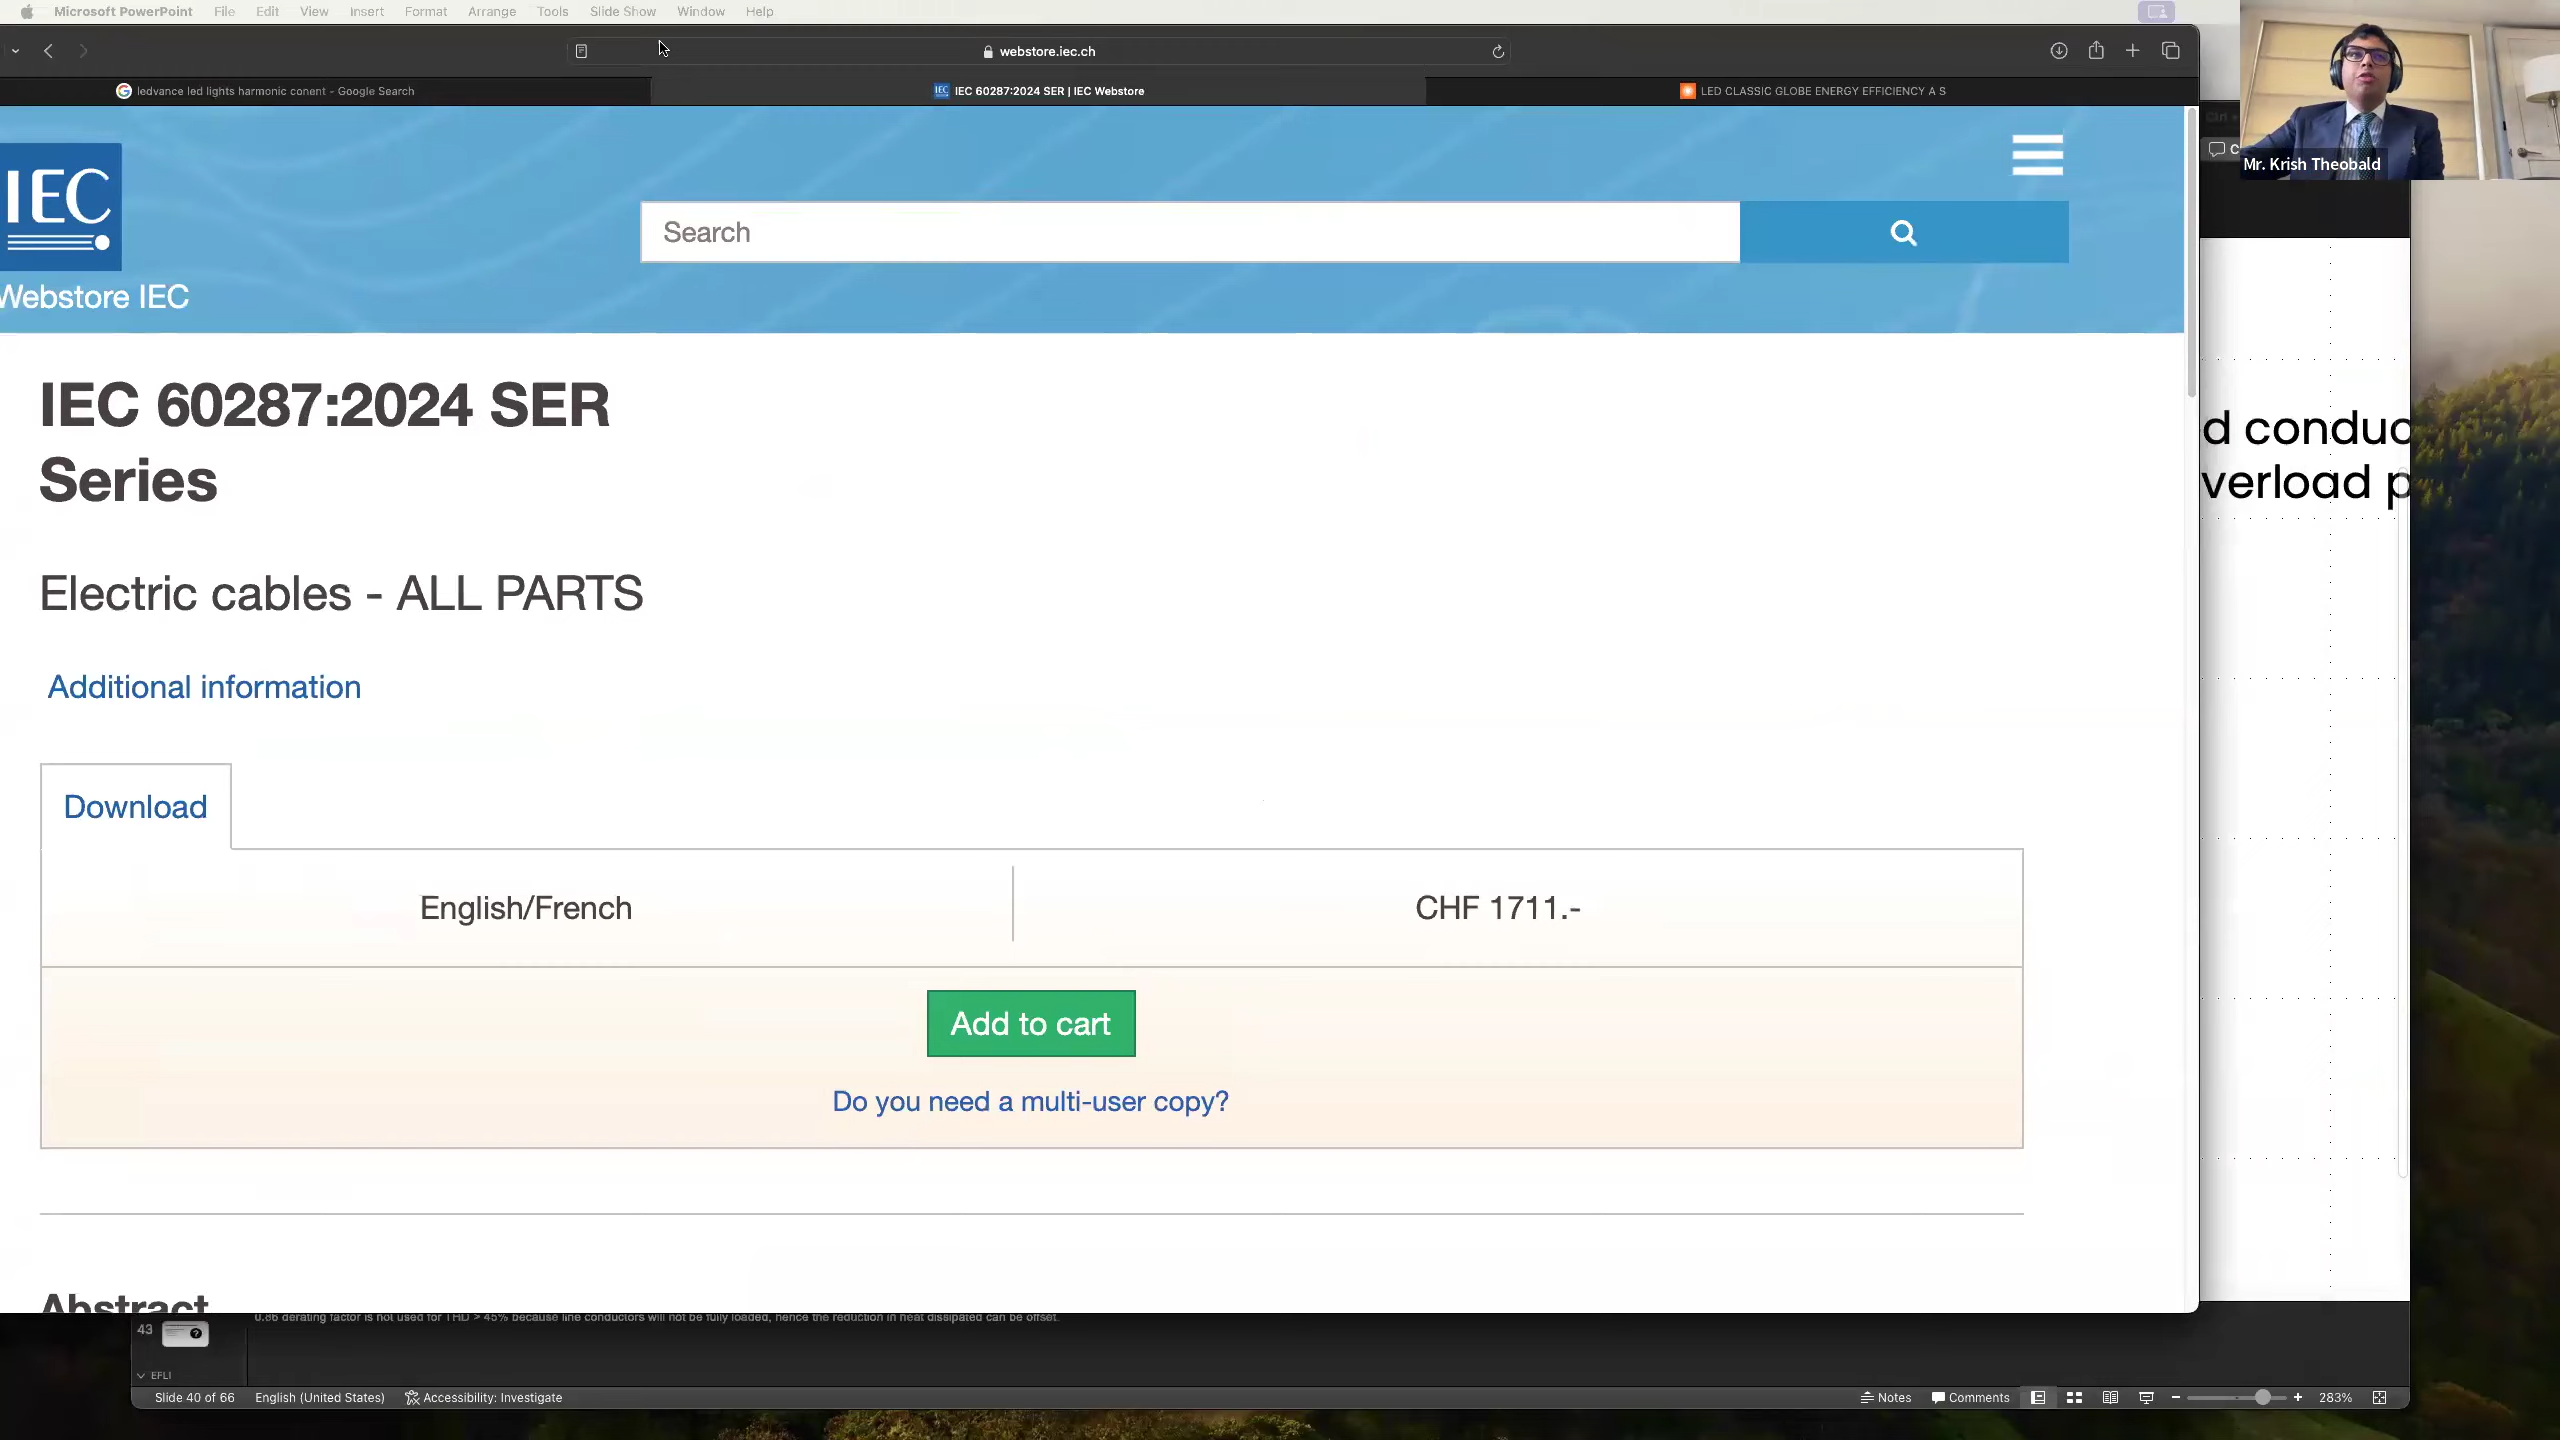 Microsoft PowerPoint File Edit View Insert Format Arrange Tools Slide Show Window Help
webstore.iec.ch
ledvance led lights harmonic conent - Google Search
IEC 60287:2024 SER | IEC Webstore
LED CLASSIC GLOBE ENERGY EFFICIENCY A S
Mr. Krish Theobald
IEC
Webstore IEC
Search
IEC 60287:2024 SER
Series
d conduc
verload p
Electric cables - ALL PARTS
Additional information
Download
English/French
CHF 1711.-
Add to cart
Do you need a multi-user copy?
Abstract
0.86 derating factor is not used for THD > 45% because line conductors will not be fully loaded, hence the reduction in heat dissipated can be offset.
43
EFLI
Slide 40 of 66 English (United States) Accessibility: Investigate
Notes Comments 283%